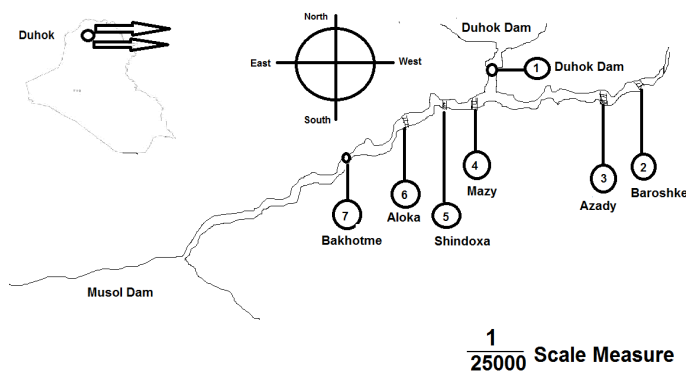 Duhok
North
East
West
South
Duhok Dam
1
Duhok Dam
2
Baroshke
3
Azady
4
Mazy
5
Shindoxa
6
Aloka
7
Bakhotme
Musol Dam
1
25000
Scale Measure